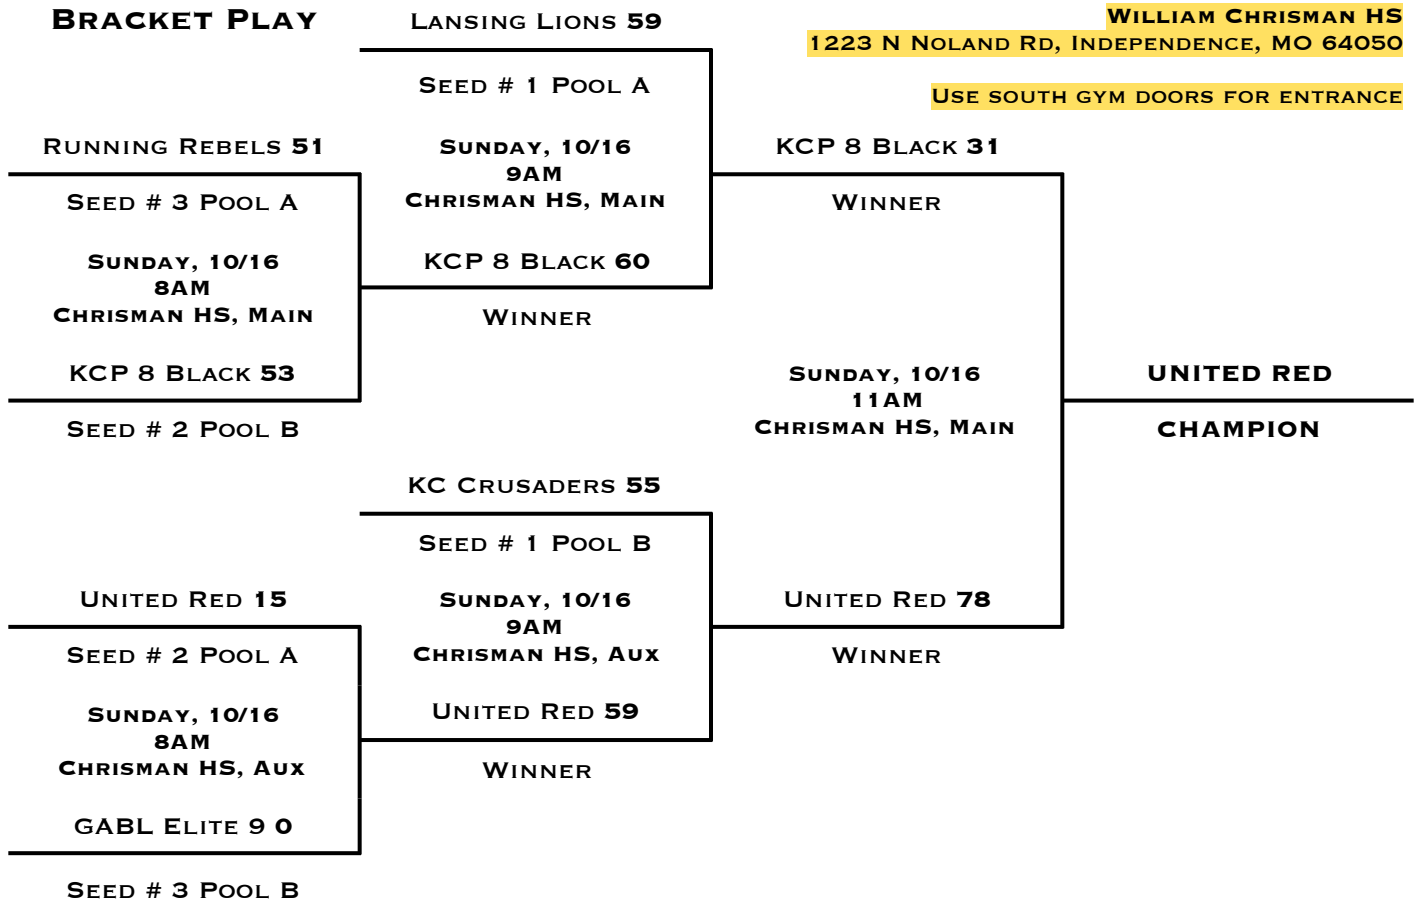 Bracket Play
Lansing Lions 59
William Chrisman HS
1223 N Noland Rd, Independence, MO 64050
Seed # 1 Pool A
Use south gym doors for entrance
Running Rebels 51
Sunday, 10/16
9AM
Chrisman HS, Main
KCP 8 Black 31
Seed # 3 Pool A
Winner
Sunday, 10/16
8AM
Chrisman HS, Main
KCP 8 Black 60
Winner
KCP 8 Black 53
Seed # 2 Pool B
Sunday, 10/16
11AM
Chrisman HS, Main
UNITED RED
CHAMPION
KC Crusaders 55
Seed # 1 Pool B
United Red 15
Sunday, 10/16
9AM
Chrisman HS, Aux
United Red 78
Seed # 2 Pool A
Winner
Sunday, 10/16
8AM
Chrisman HS, Aux
United Red 59
Winner
GABL Elite 9 0
Seed # 3 Pool B